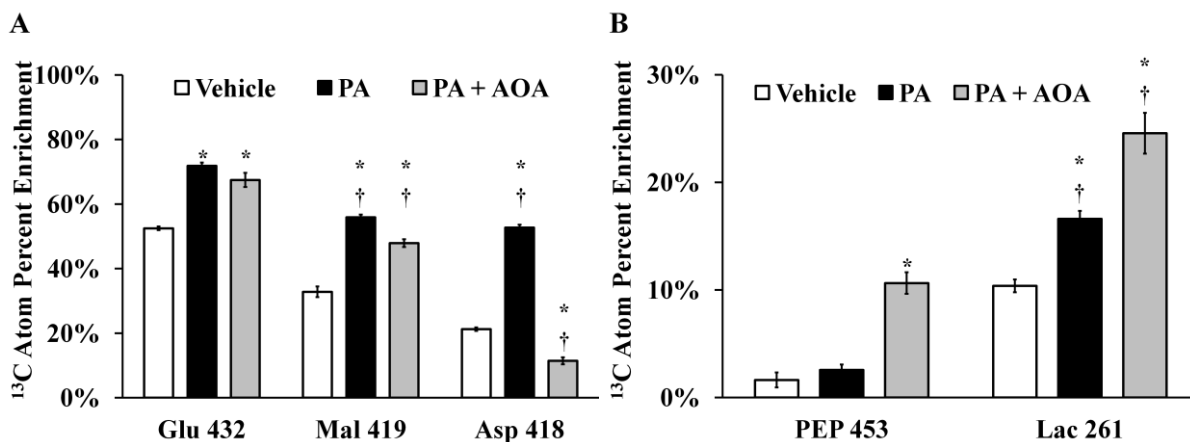 A
¹³C Atom Percent Enrichment
100%
80%
60%
40%
20%
0%
Vehicle PA PA + AOA
* *
* * *
† † †
*
†
Glu 432 Mal 419 Asp 418
B
¹³C Atom Percent Enrichment
30%
20%
10%
0%
Vehicle PA PA + AOA
*
*
†
*
†
PEP 453 Lac 261